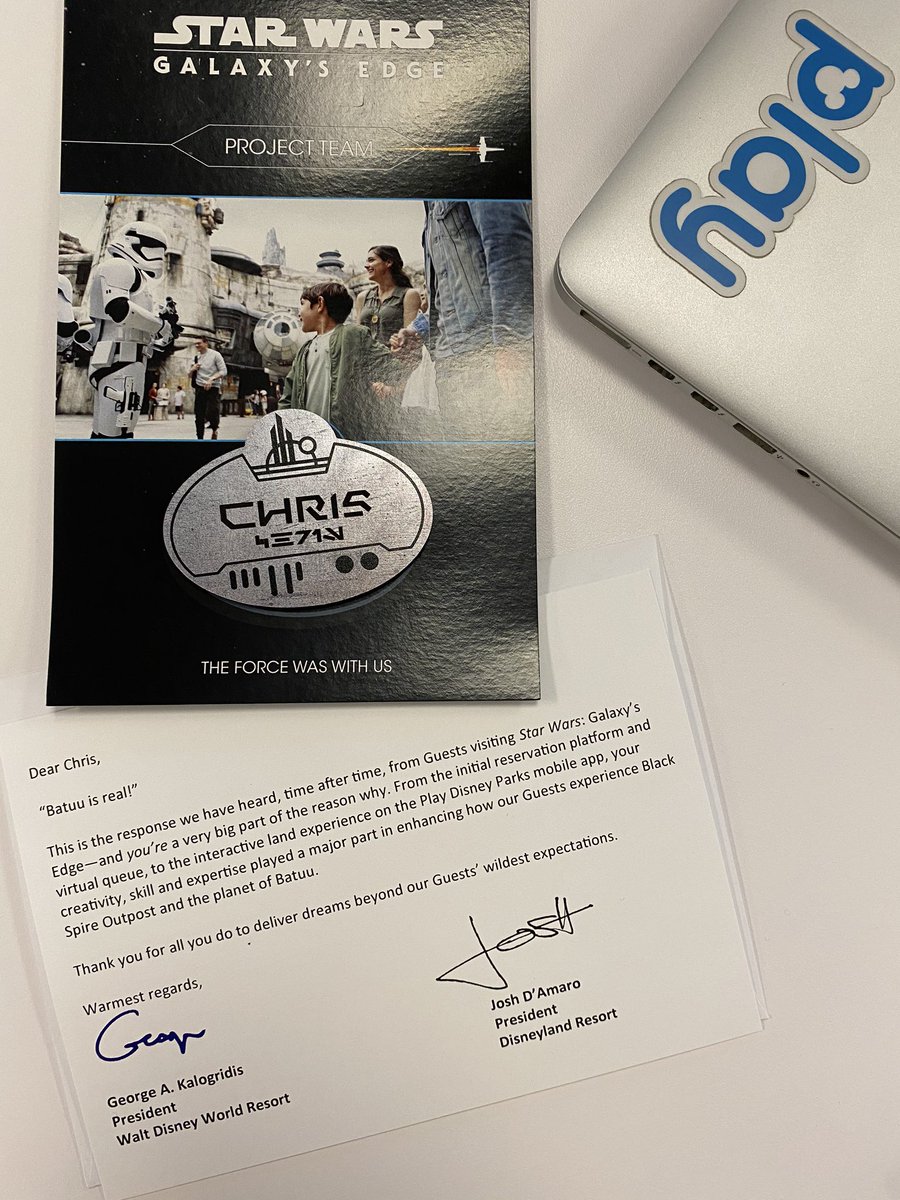 STAR WARS
GALAXY'S EDGE
PROJECT TEAM
play
CHRIS
THE FORCE WAS WITH US
Dear Chris,
“Batuu is real!”
This is the response we have heard, time after time, from Guests visiting Star Wars: Galaxy’s
Edge—and you’re a very big part of the reason why. From the initial reservation platform and
virtual queue, to the interactive land experience on the Play Disney Parks mobile app, your
creativity, skill and expertise played a major part in enhancing how our Guests experience Black
Spire Outpost and the planet of Batuu.
Thank you for all you do to deliver dreams beyond our Guests’ wildest expectations.
Warmest regards,
George
George A. Kalogridis
President
Walt Disney World Resort
Josh
Josh D’Amaro
President
Disneyland Resort